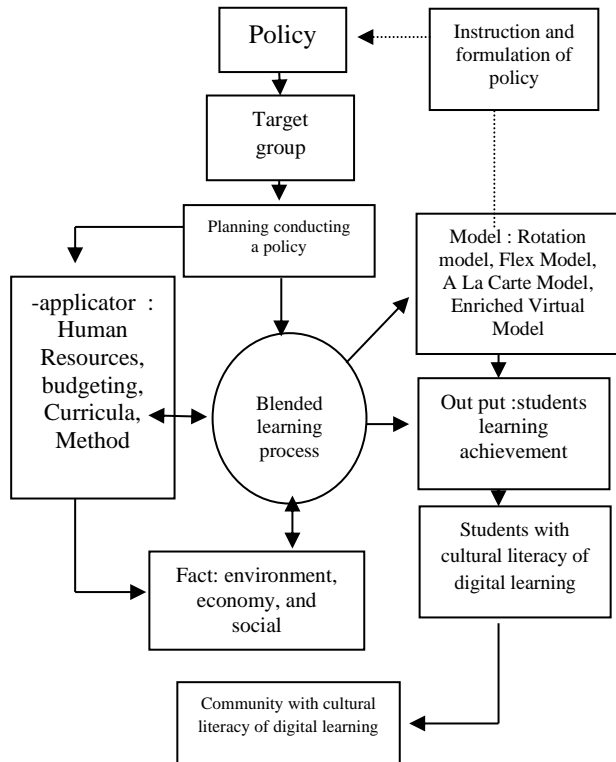 Policy
Instruction and
formulation of
policy
Target
group
Planning conducting
a policy
Model : Rotation
model, Flex Model,
A La Carte Model,
Enriched Virtual
Model
-applicator :
Human
Resources,
budgeting,
Curricula,
Method
Blended
learning
process
Out put :students
learning
achievement
Students with
cultural literacy of
digital learning
Fact: environment,
economy, and
social
Community with cultural
literacy of digital learning